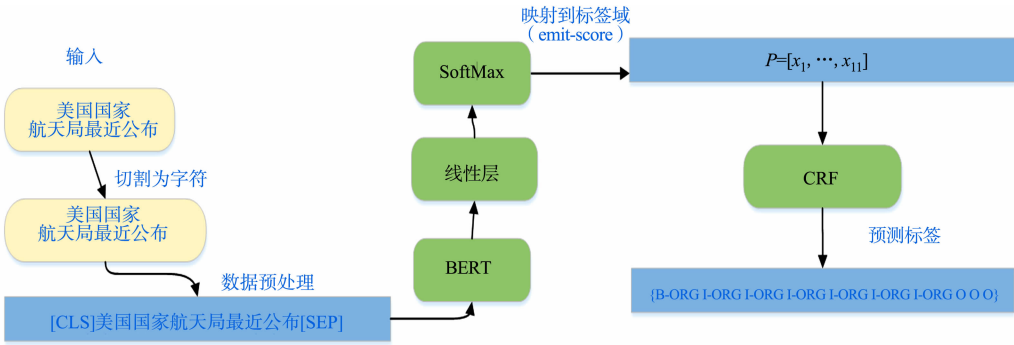 输入
美国国家
航天局最近公布
切割为字符
美国国家
航天局最近公布
数据预处理
[CLS]美国国家航天局最近公布[SEP]
BERT
线性层
SoftMax
映射到标签域
（emit-score）
P=[x1, …, x11]
CRF
预测标签
{B-ORG I-ORG I-ORG I-ORG I-ORG I-ORG I-ORG O O O}